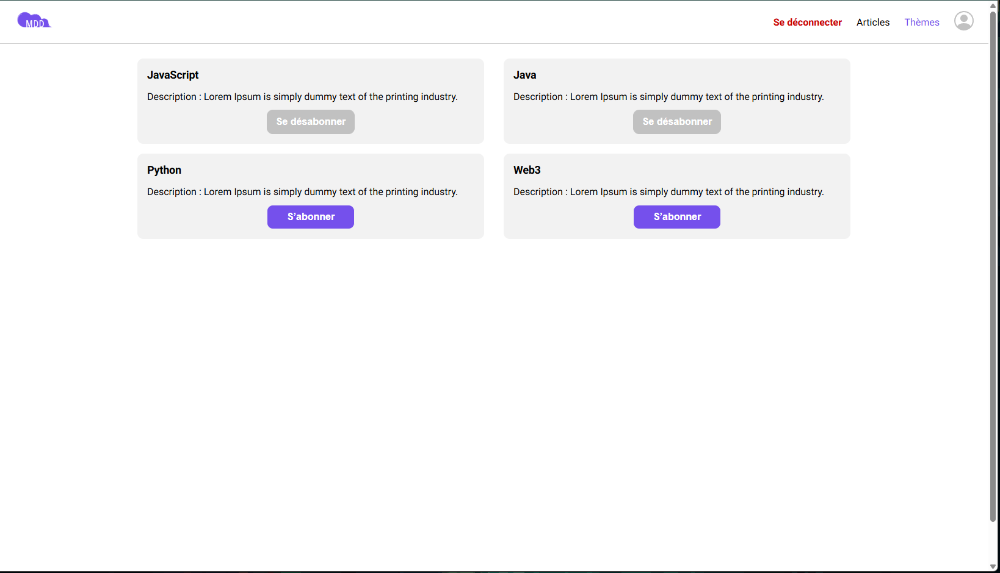 MDD
Se déconnecter
Articles
Thèmes
JavaScript
Description : Lorem Ipsum is simply dummy text of the printing industry.
Se désabonner
Java
Description : Lorem Ipsum is simply dummy text of the printing industry.
Se désabonner
Python
Description : Lorem Ipsum is simply dummy text of the printing industry.
S’abonner
Web3
Description : Lorem Ipsum is simply dummy text of the printing industry.
S’abonner